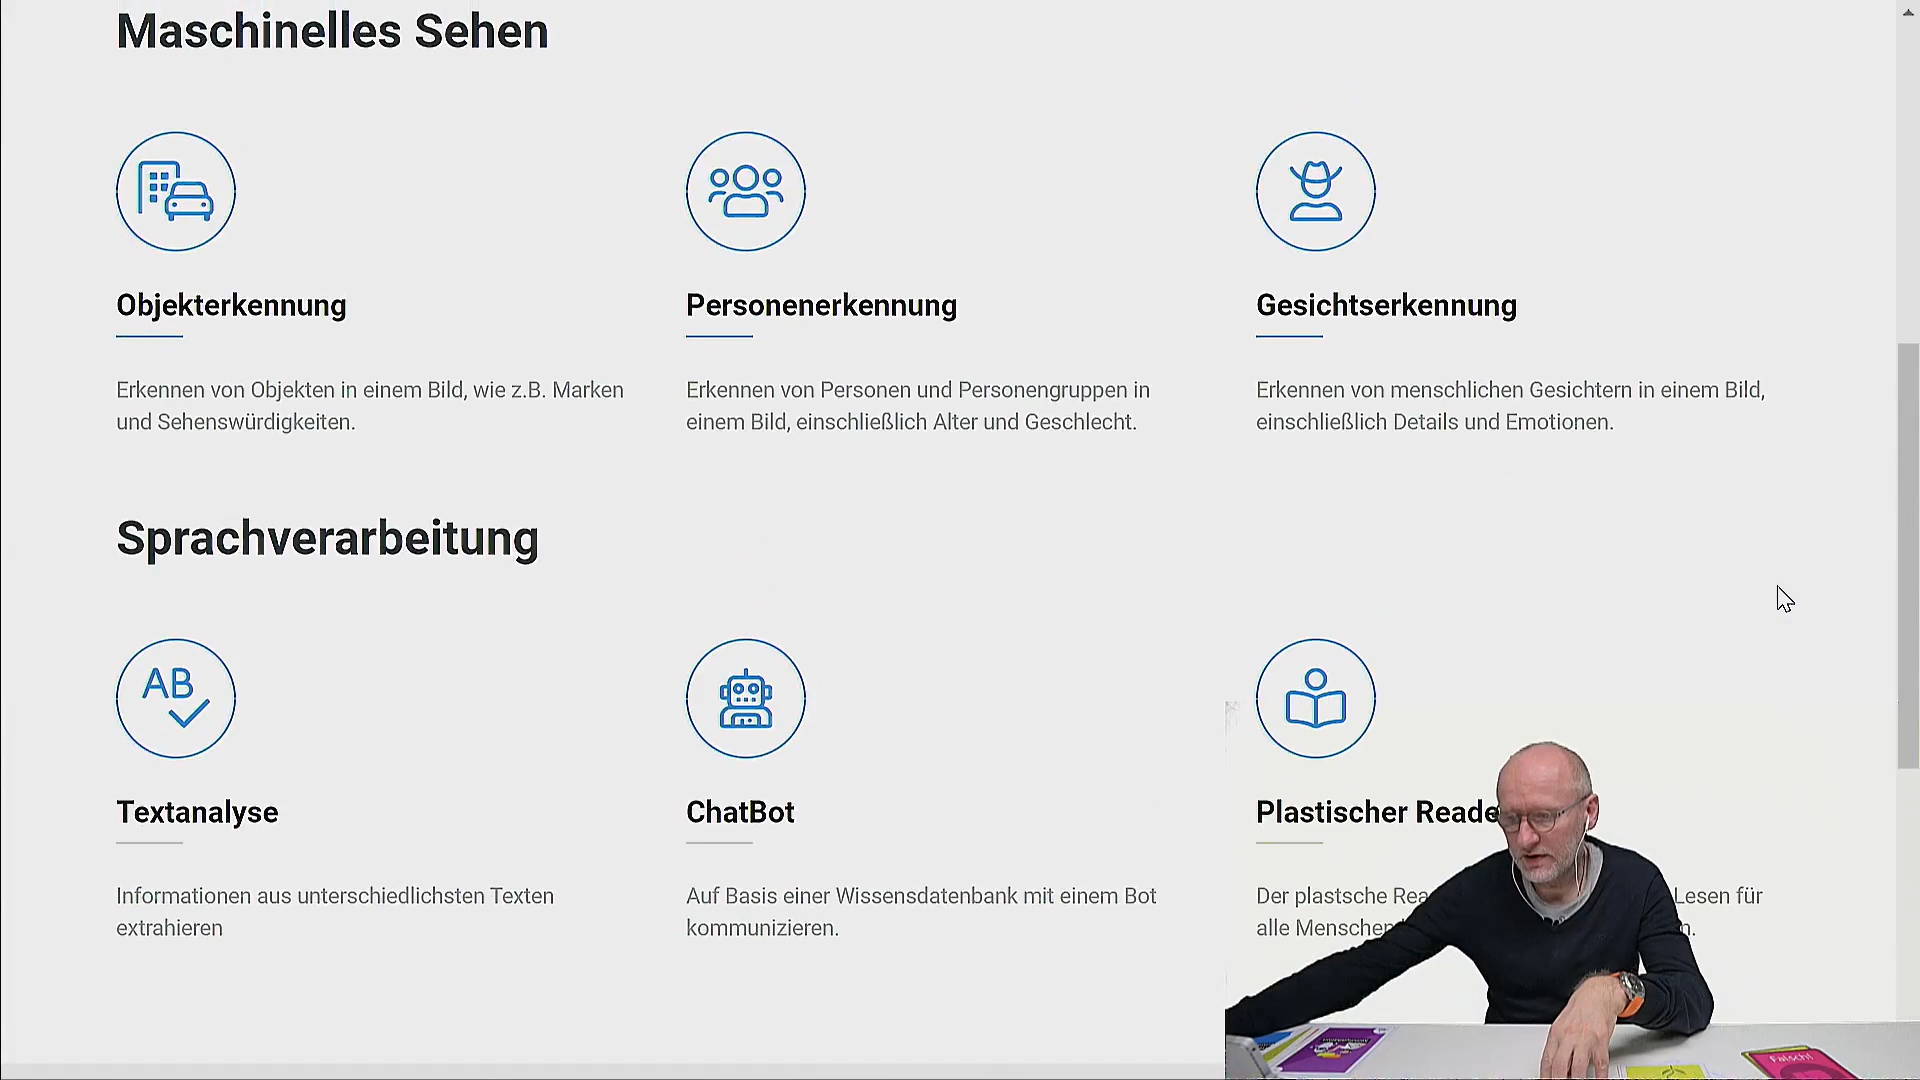 Maschinelles Sehen
Objekterkennung
Personenerkennung
Gesichtserkennung
Erkennen von Objekten in einem Bild, wie z.B. Marken
und Sehenswürdigkeiten.
Erkennen von Personen und Personengruppen in
einem Bild, einschließlich Alter und Geschlecht.
Erkennen von menschlichen Gesichtern in einem Bild,
einschließlich Details und Emotionen.
Sprachverarbeitung
AB
Textanalyse
ChatBot
Plastischer Reade
Informationen aus unterschiedlichsten Texten
extrahieren
Auf Basis einer Wissensdatenbank mit einem Bot
kommunizieren.
Der plastsche Rea Lesen für
alle Menschen
Falsch!